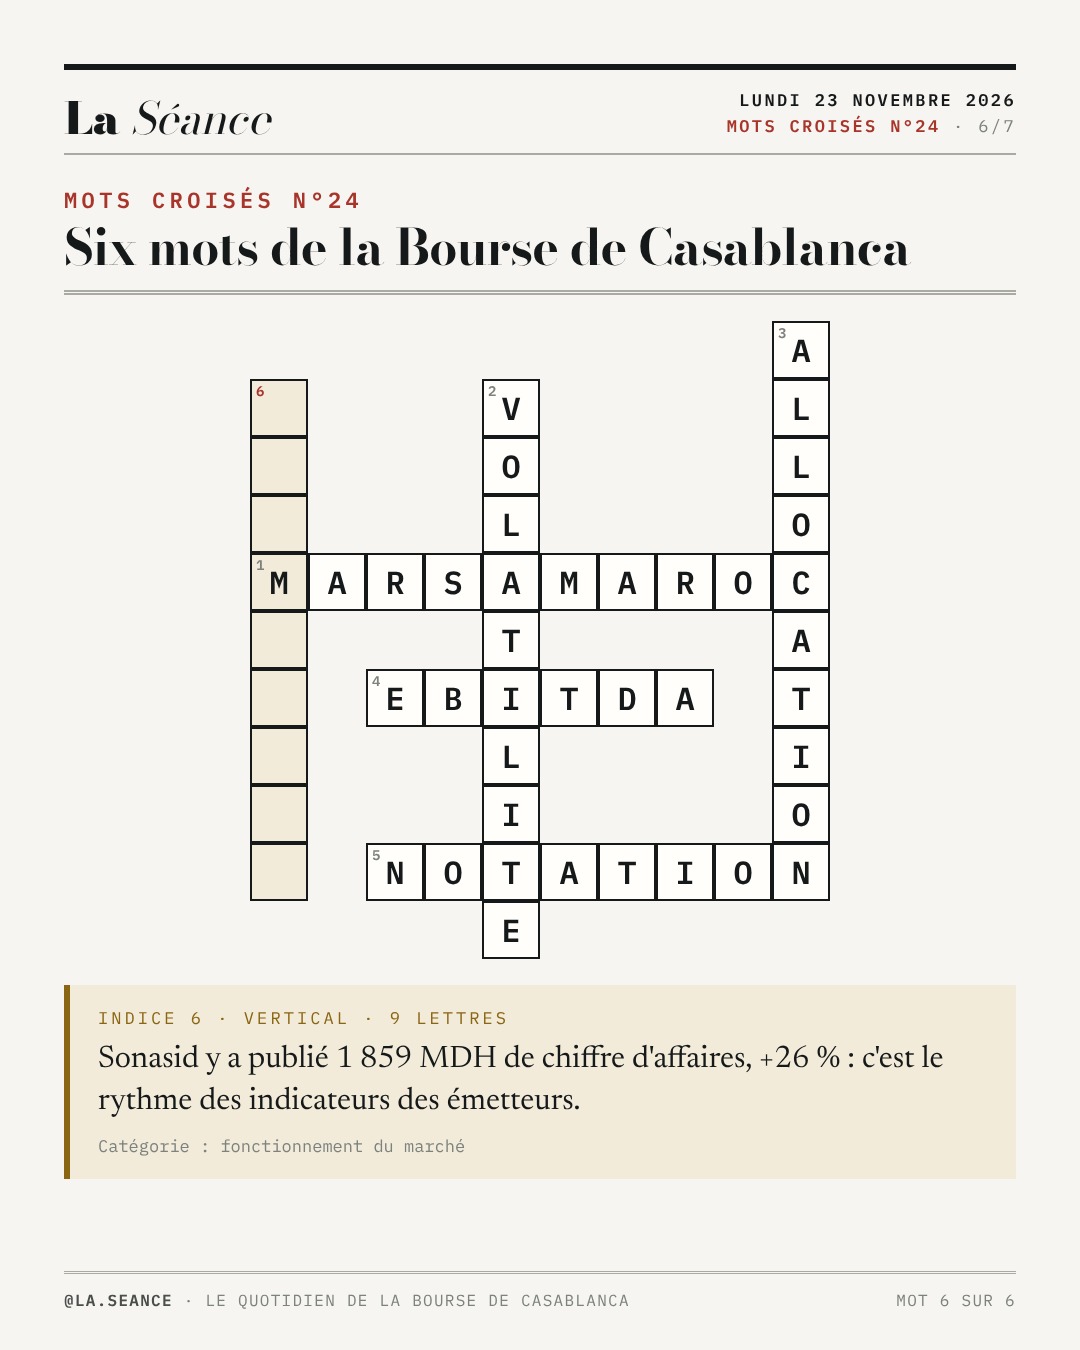 La Séance
LUNDI 23 NOVEMBRE 2026
MOTS CROISÉS N°24 · 6/7
MOTS CROISÉS N°24
Six mots de la Bourse de Casablanca
3 A
6 2 V L
O L
L O
1 M A R S A M A R O C
T A
4 E B I T D A T
L I
I O
5 N O T A T I O N
E
INDICE 6 · VERTICAL · 9 LETTRES
Sonasid y a publié 1 859 MDH de chiffre d'affaires, +26 % : c'est le
rythme des indicateurs des émetteurs.
Catégorie : fonctionnement du marché
@LA.SEANCE · LE QUOTIDIEN DE LA BOURSE DE CASABLANCA
MOT 6 SUR 6